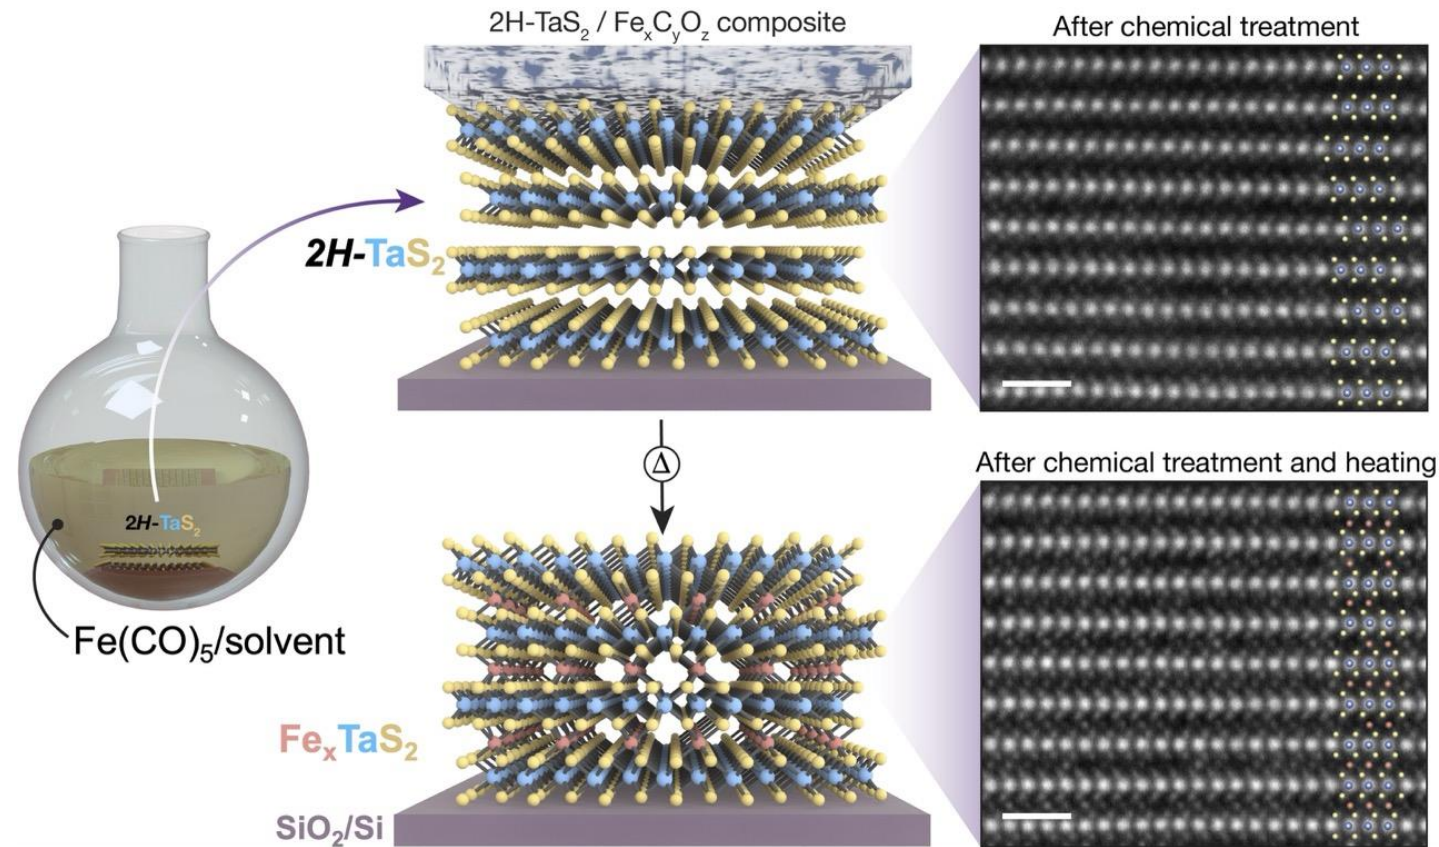 2H-TaS₂ / FeₓCᵧO_z composite
After chemical treatment
2H-TaS₂
2H-TaS₂
Fe(CO)₅/solvent
Δ
After chemical treatment and heating
FeₓTaS₂
SiO₂/Si